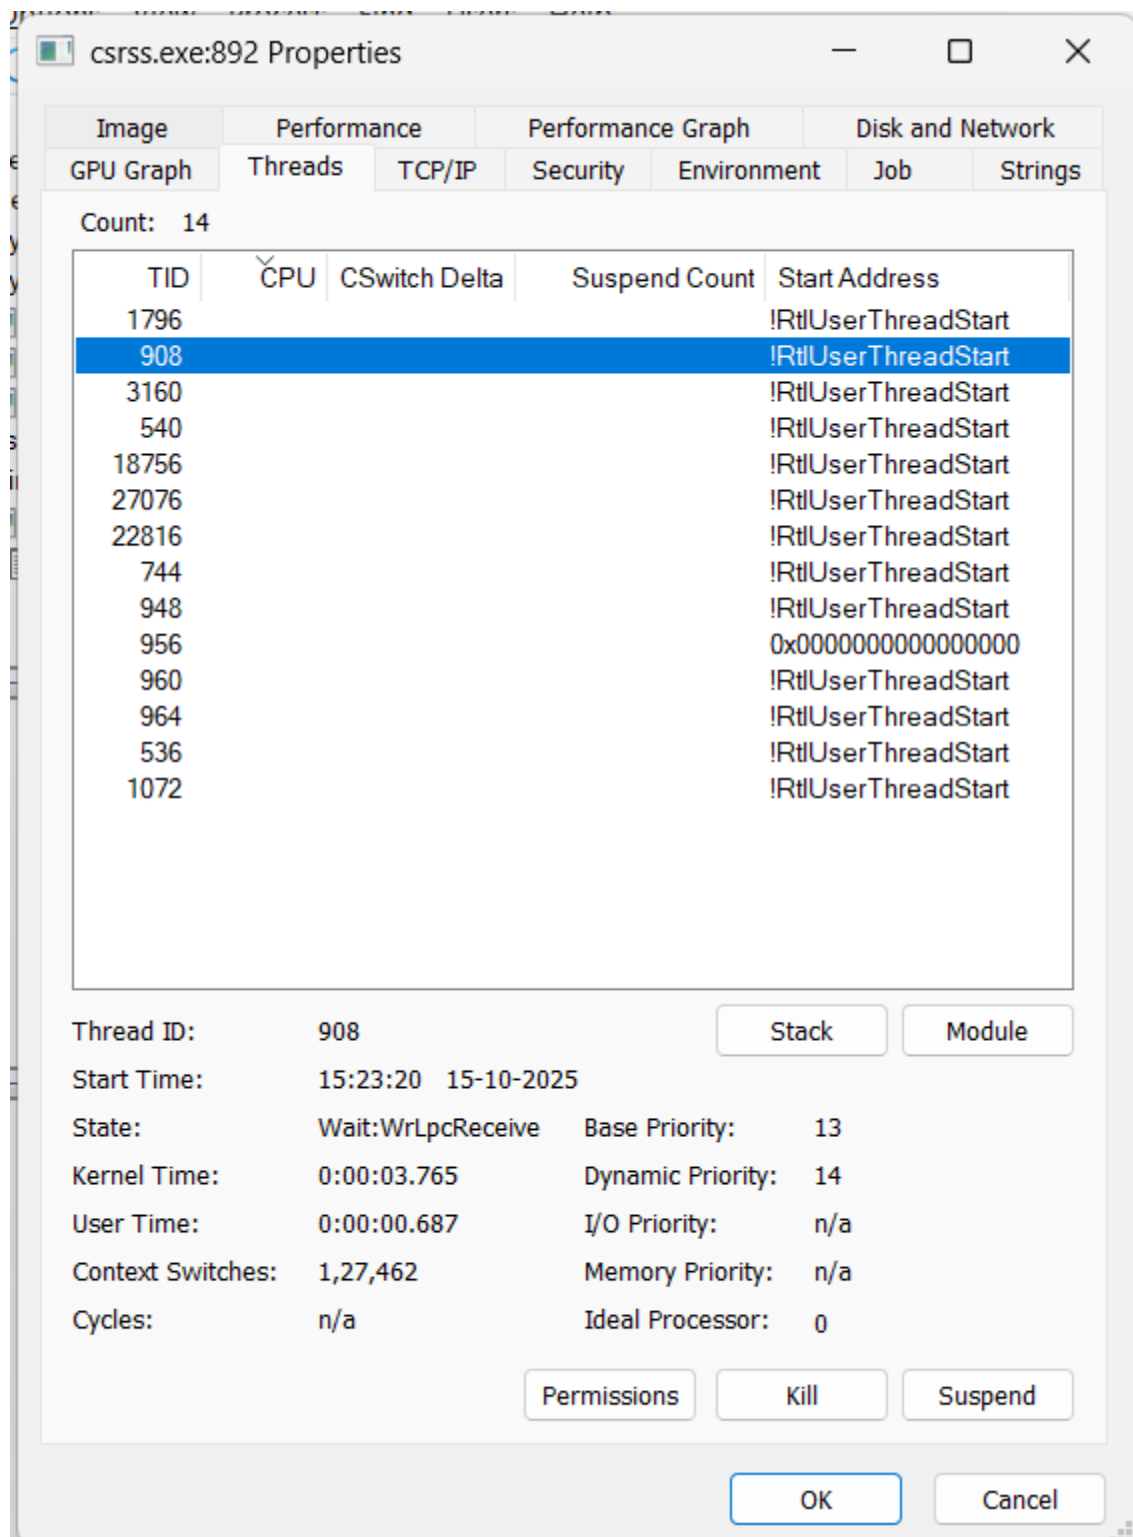 csrss.exe:892 Properties
Image Performance Performance Graph Disk and Network
GPU Graph Threads TCP/IP Security Environment Job Strings
Count: 14
TID CPU CSwitch Delta Suspend Count Start Address
1796 !RtlUserThreadStart
908 !RtlUserThreadStart
3160 !RtlUserThreadStart
540 !RtlUserThreadStart
18756 !RtlUserThreadStart
27076 !RtlUserThreadStart
22816 !RtlUserThreadStart
744 !RtlUserThreadStart
948 !RtlUserThreadStart
956 0x0000000000000000
960 !RtlUserThreadStart
964 !RtlUserThreadStart
536 !RtlUserThreadStart
1072 !RtlUserThreadStart
Thread ID: 908 Stack Module
Start Time: 15:23:20 15-10-2025
State: Wait:WrLpcReceive Base Priority: 13
Kernel Time: 0:00:03.765 Dynamic Priority: 14
User Time: 0:00:00.687 I/O Priority: n/a
Context Switches: 1,27,462 Memory Priority: n/a
Cycles: n/a Ideal Processor: 0
Permissions Kill Suspend
OK Cancel